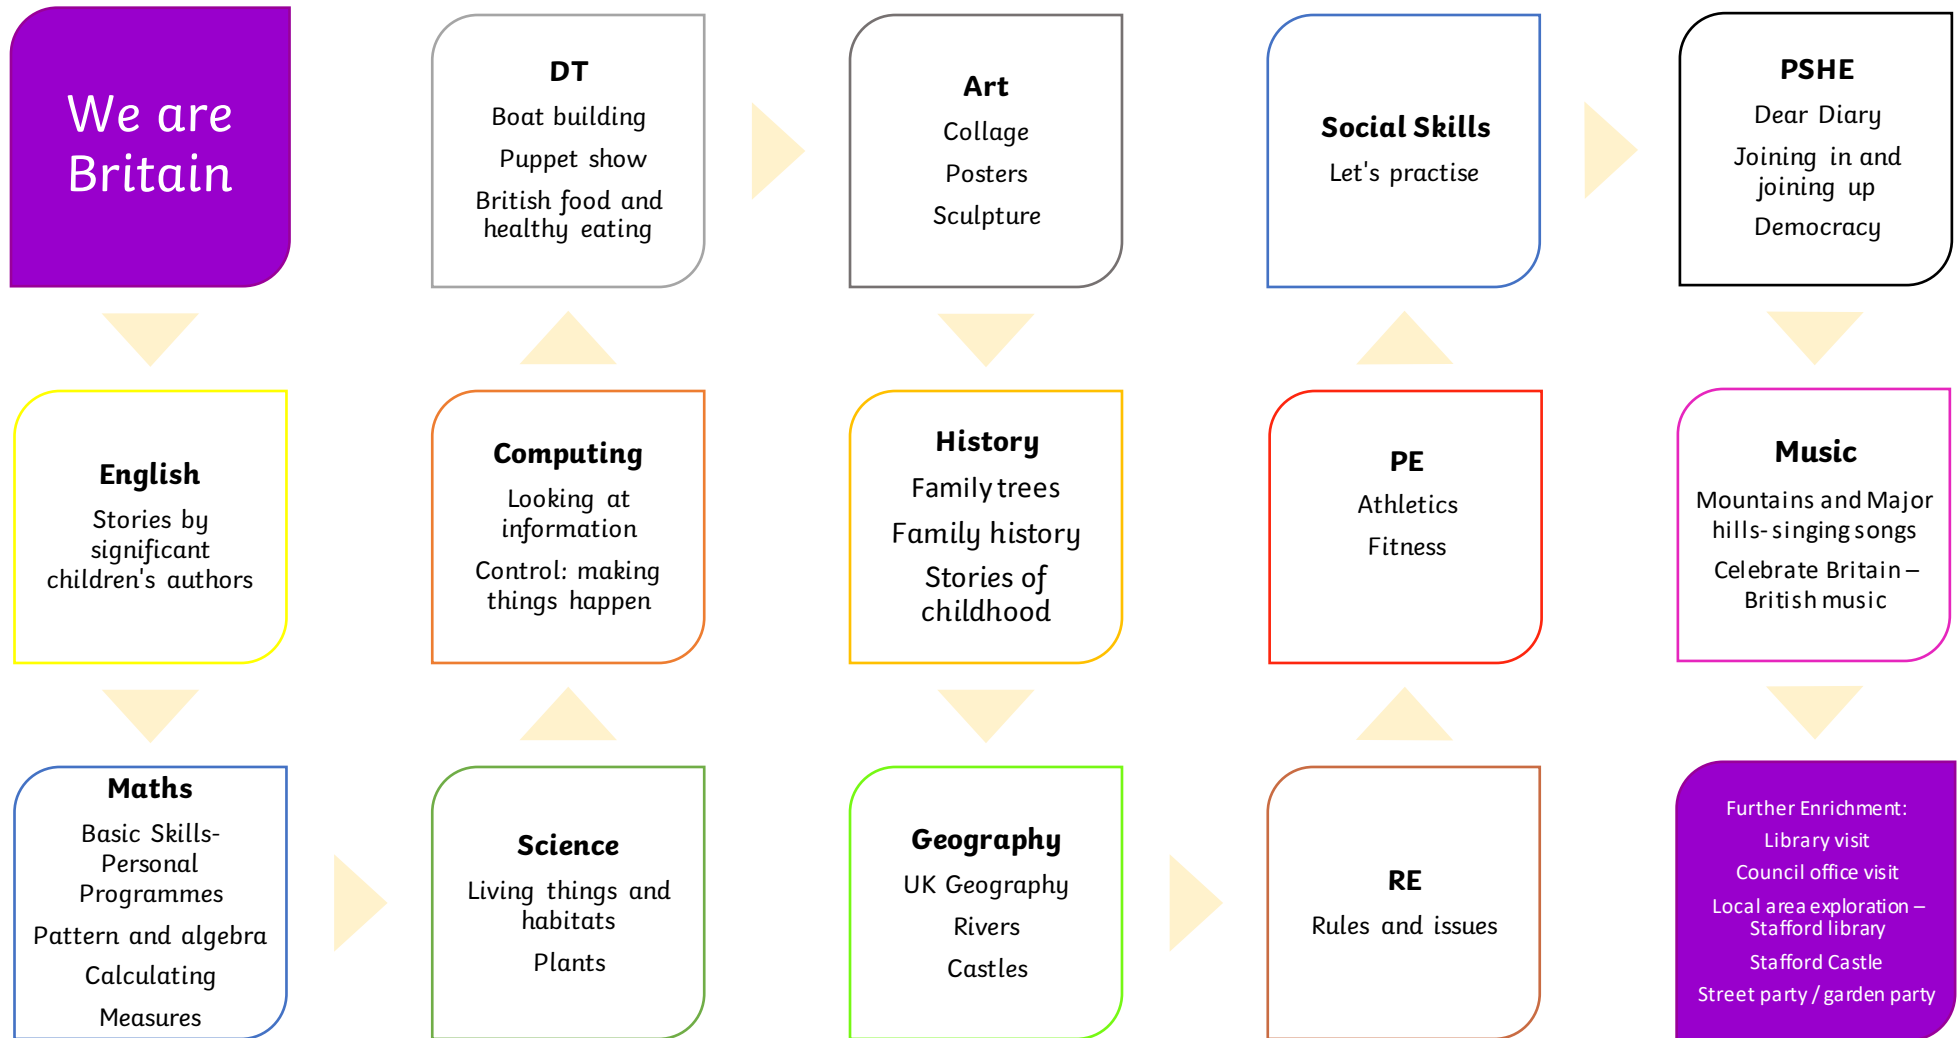 We are
Britain
English
Stories by
significant
children's authors
Maths
Basic Skills-
Personal
Programmes
Pattern and algebra
Calculating
Measures
Science
Living things and
habitats
Plants
Computing
Looking at
information
Control: making
things happen
DT
Boat building
Puppet show
British food and
healthy eating
Art
Collage
Posters
Sculpture
History
Family trees
Family history
Stories of
childhood
Geography
UK Geography
Rivers
Castles
RE
Rules and issues
PE
Athletics
Fitness
Social Skills
Let's practise
PSHE
Dear Diary
Joining in and
joining up
Democracy
Music
Mountains and Major
hills- singing songs
Celebrate Britain –
British music
Further Enrichment:
Library visit
Council office visit
Local area exploration –
Stafford library
Stafford Castle
Street party / garden party